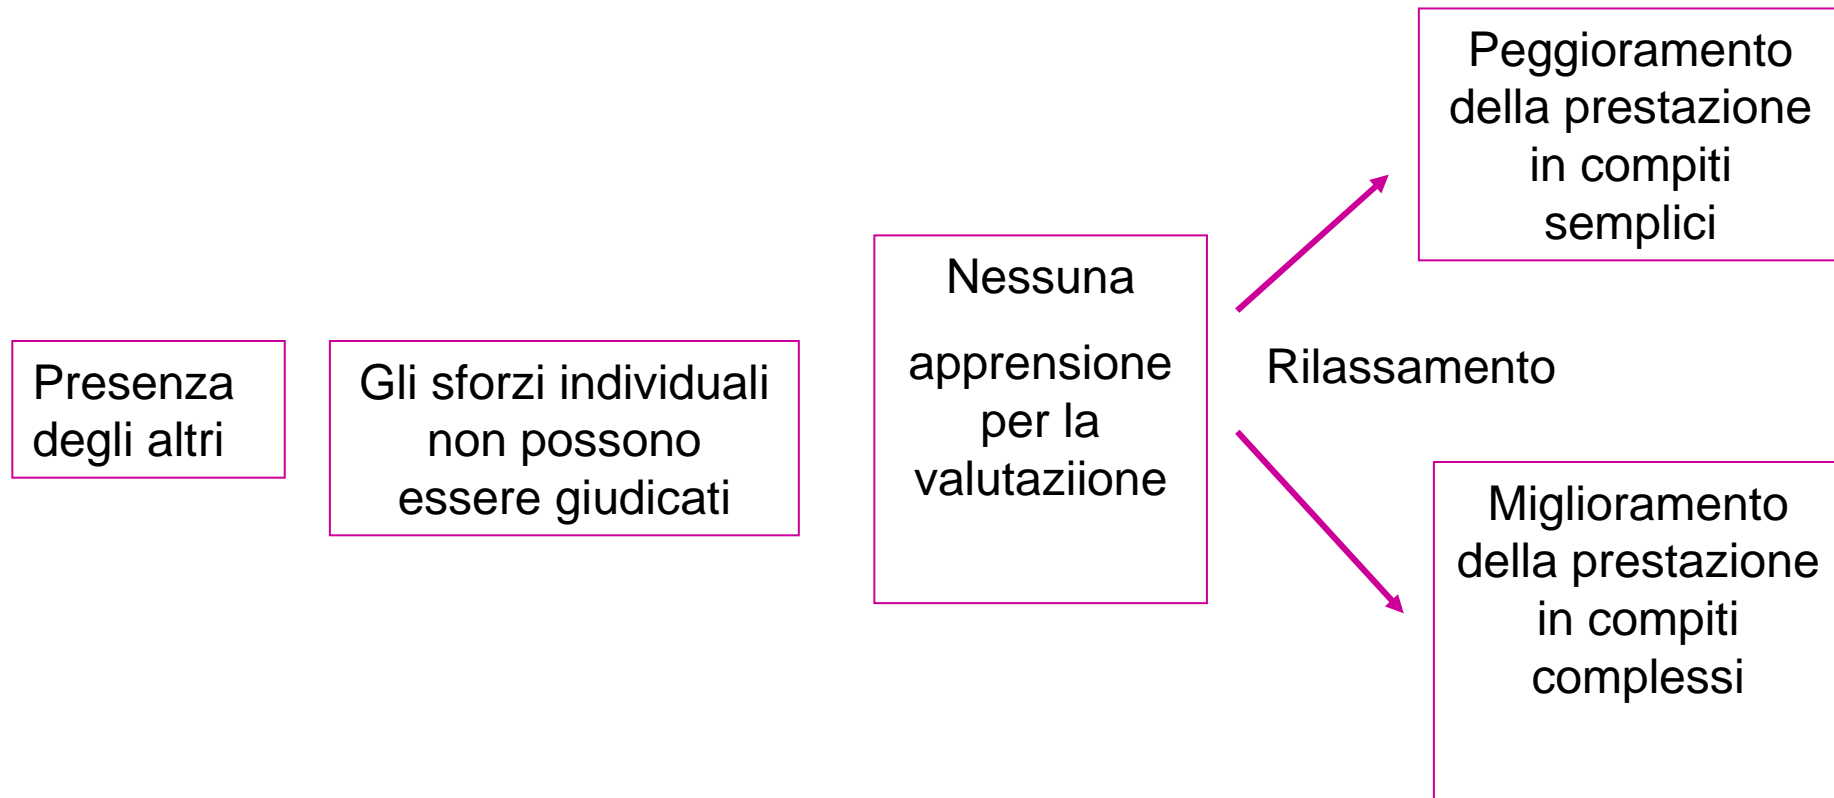 Presenza
degli altri
Gli sforzi individuali
non possono
essere giudicati
Nessuna
apprensione
per la
valutaziione
Rilassamento
Peggioramento
della prestazione
in compiti
semplici
Miglioramento
della prestazione
in compiti
complessi